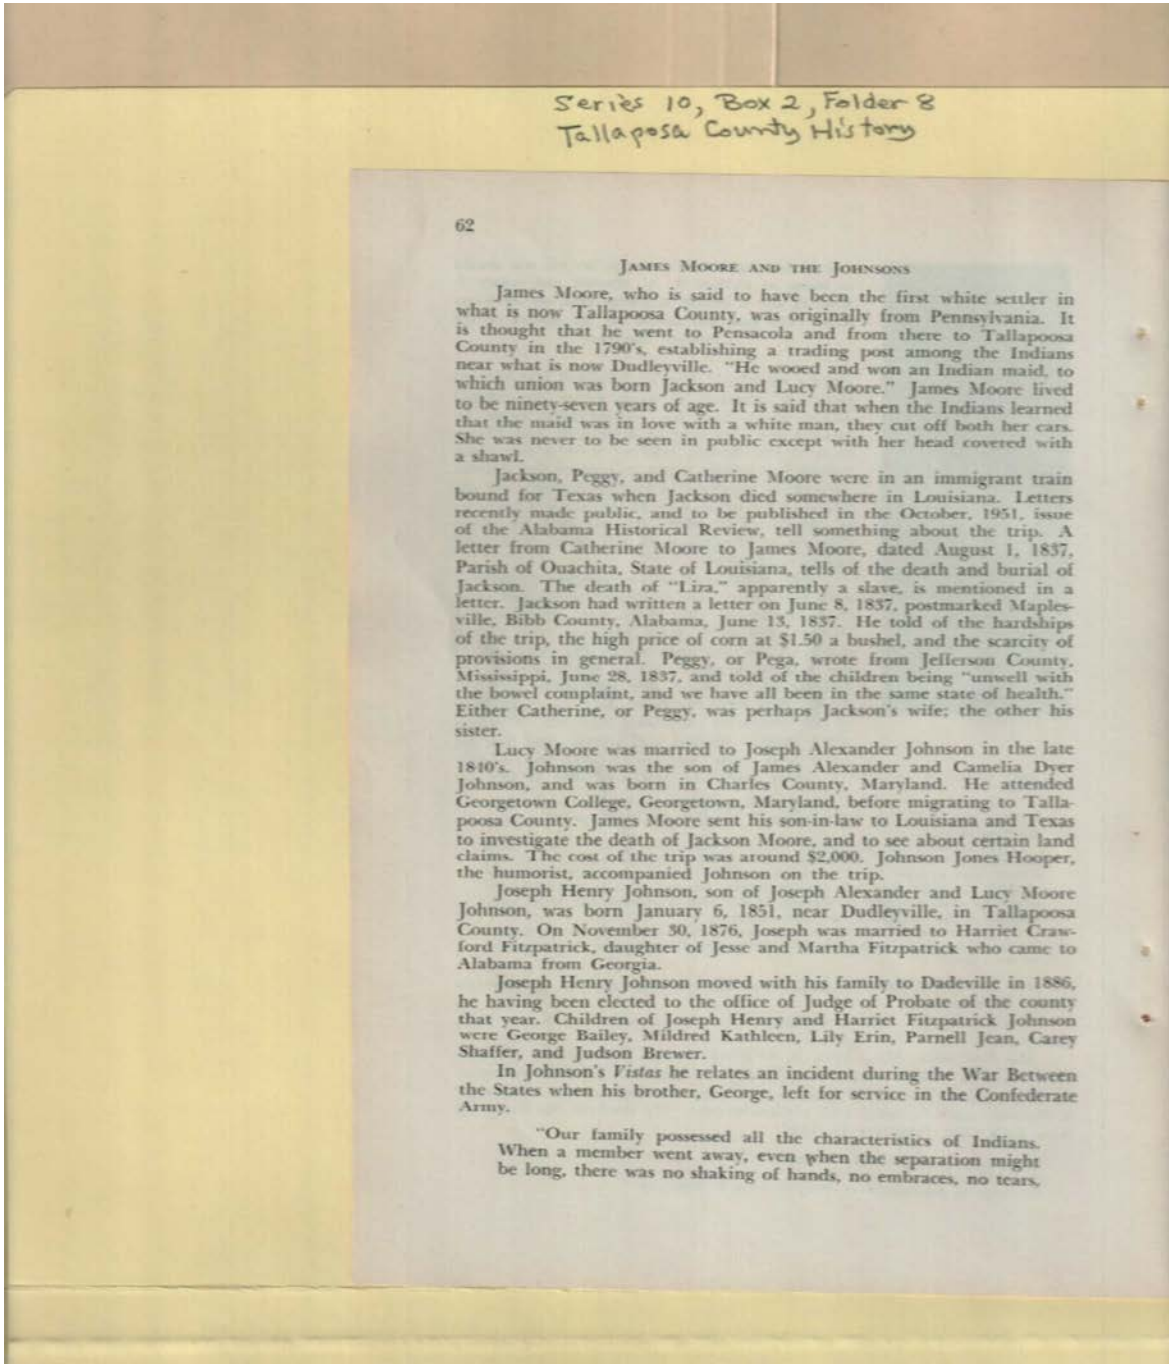 Series 10, Box 2, Folder 8
Tallaposa County History
62
JAMES MOORE AND THE JOHNSONS
James Moore, who is said to have been the first white settler in
what is now Tallapoosa County, was originally from Pennsylvania. It
is thought that he went to Pensacola and from there to Tallapoosa
County in the 1790's, establishing a trading post among the Indians
near what is now Dudleyville. "He wooed and won an Indian maid, to
which union was born Jackson and Lucy Moore." James Moore lived
to be ninety-seven years of age. It is said that when the Indians learned
that the maid was in love with a white man, they cut off both her ears.
She was never to be seen in public except with her head covered with
a shawl.
Jackson, Peggy, and Catherine Moore were in an immigrant train
bound for Texas when Jackson died somewhere in Louisiana. Letters
recently made public, and to be published in the October, 1951, issue
of the Alabama Historical Review, tell something about the trip. A
letter from Catherine Moore to James Moore, dated August 1, 1837,
Parish of Ouachita, State of Louisiana, tells of the death and burial of
Jackson. The death of "Liza," apparently a slave, is mentioned in a
letter. Jackson had written a letter on June 8, 1837, postmarked Maples-
ville, Bibb County, Alabama, June 13, 1837. He told of the hardships
of the trip, the high price of corn at $1.50 a bushel, and the scarcity of
provisions in general. Peggy, or Pega, wrote from Jefferson County,
Mississippi, June 28, 1837, and told of the children being "unwell with
the bowel complaint, and we have all been in the same state of health."
Either Catherine, or Peggy, was perhaps Jackson's wife; the other his
sister.
Lucy Moore was married to Joseph Alexander Johnson in the late
1840's. Johnson was the son of James Alexander and Camelia Dyer
Johnson, and was born in Charles County, Maryland. He attended
Georgetown College, Georgetown, Maryland, before migrating to Talla-
poosa County. James Moore sent his son-in-law to Louisiana and Texas
to investigate the death of Jackson Moore, and to see about certain land
claims. The cost of the trip was around $2,000. Johnson Jones Hooper,
the humorist, accompanied Johnson on the trip.
Joseph Henry Johnson, son of Joseph Alexander and Lucy Moore
Johnson, was born January 6, 1851, near Dudleyville, in Tallapoosa
County. On November 30, 1876, Joseph was married to Harriet Craw-
ford Fitzpatrick, daughter of Jesse and Martha Fitzpatrick who came to
Alabama from Georgia.
Joseph Henry Johnson moved with his family to Dadeville in 1886,
he having been elected to the office of Judge of Probate of the county
that year. Children of Joseph Henry and Harriet Fitzpatrick Johnson
were George Bailey, Mildred Kathleen, Lily Erin, Parnell Jean, Carey
Shaffer, and Judson Brewer.
In Johnson's Vistas he relates an incident during the War Between
the States when his brother, George, left for service in the Confederate
Army.
"Our family possessed all the characteristics of Indians.
When a member went away, even when the separation might
be long, there was no shaking of hands, no embraces, no tears,